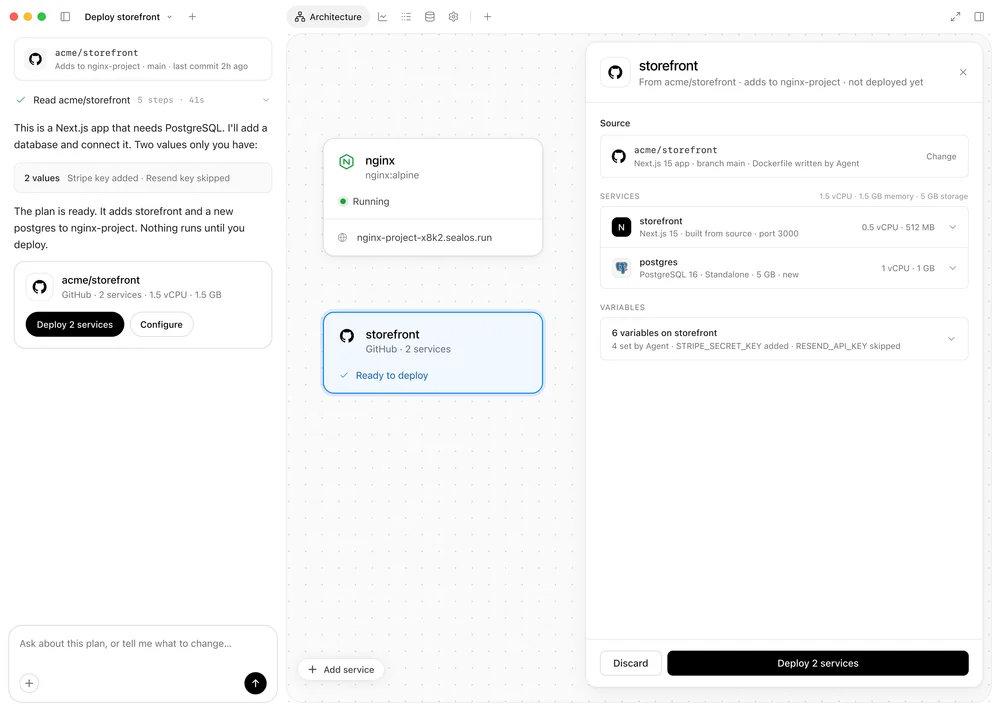 Deploy storefront
Architecture
acme/storefront
Adds to nginx-project · main · last commit 2h ago
Read acme/storefront 5 steps · 41s
This is a Next.js app that needs PostgreSQL. I'll add a
database and connect it. Two values only you have:
2 values Stripe key added · Resend key skipped
The plan is ready. It adds storefront and a new
postgres to nginx-project. Nothing runs until you
deploy.
acme/storefront
GitHub · 2 services · 1.5 vCPU · 1.5 GB
Deploy 2 services
Configure
Ask about this plan, or tell me what to change...
nginx
nginx:alpine
Running
nginx-project-x8k2.sealos.run
storefront
GitHub · 2 services
Ready to deploy
Add service
storefront
From acme/storefront · adds to nginx-project · not deployed yet
Source
acme/storefront
Next.js 15 app · branch main · Dockerfile written by Agent
Change
SERVICES
1.5 vCPU · 1.5 GB memory · 5 GB storage
N
storefront
Next.js 15 · built from source · port 3000
0.5 vCPU · 512 MB
postgres
PostgreSQL 16 · Standalone · 5 GB · new
1 vCPU · 1 GB
VARIABLES
6 variables on storefront
4 set by Agent · STRIPE_SECRET_KEY added · RESEND_API_KEY skipped
Discard
Deploy 2 services